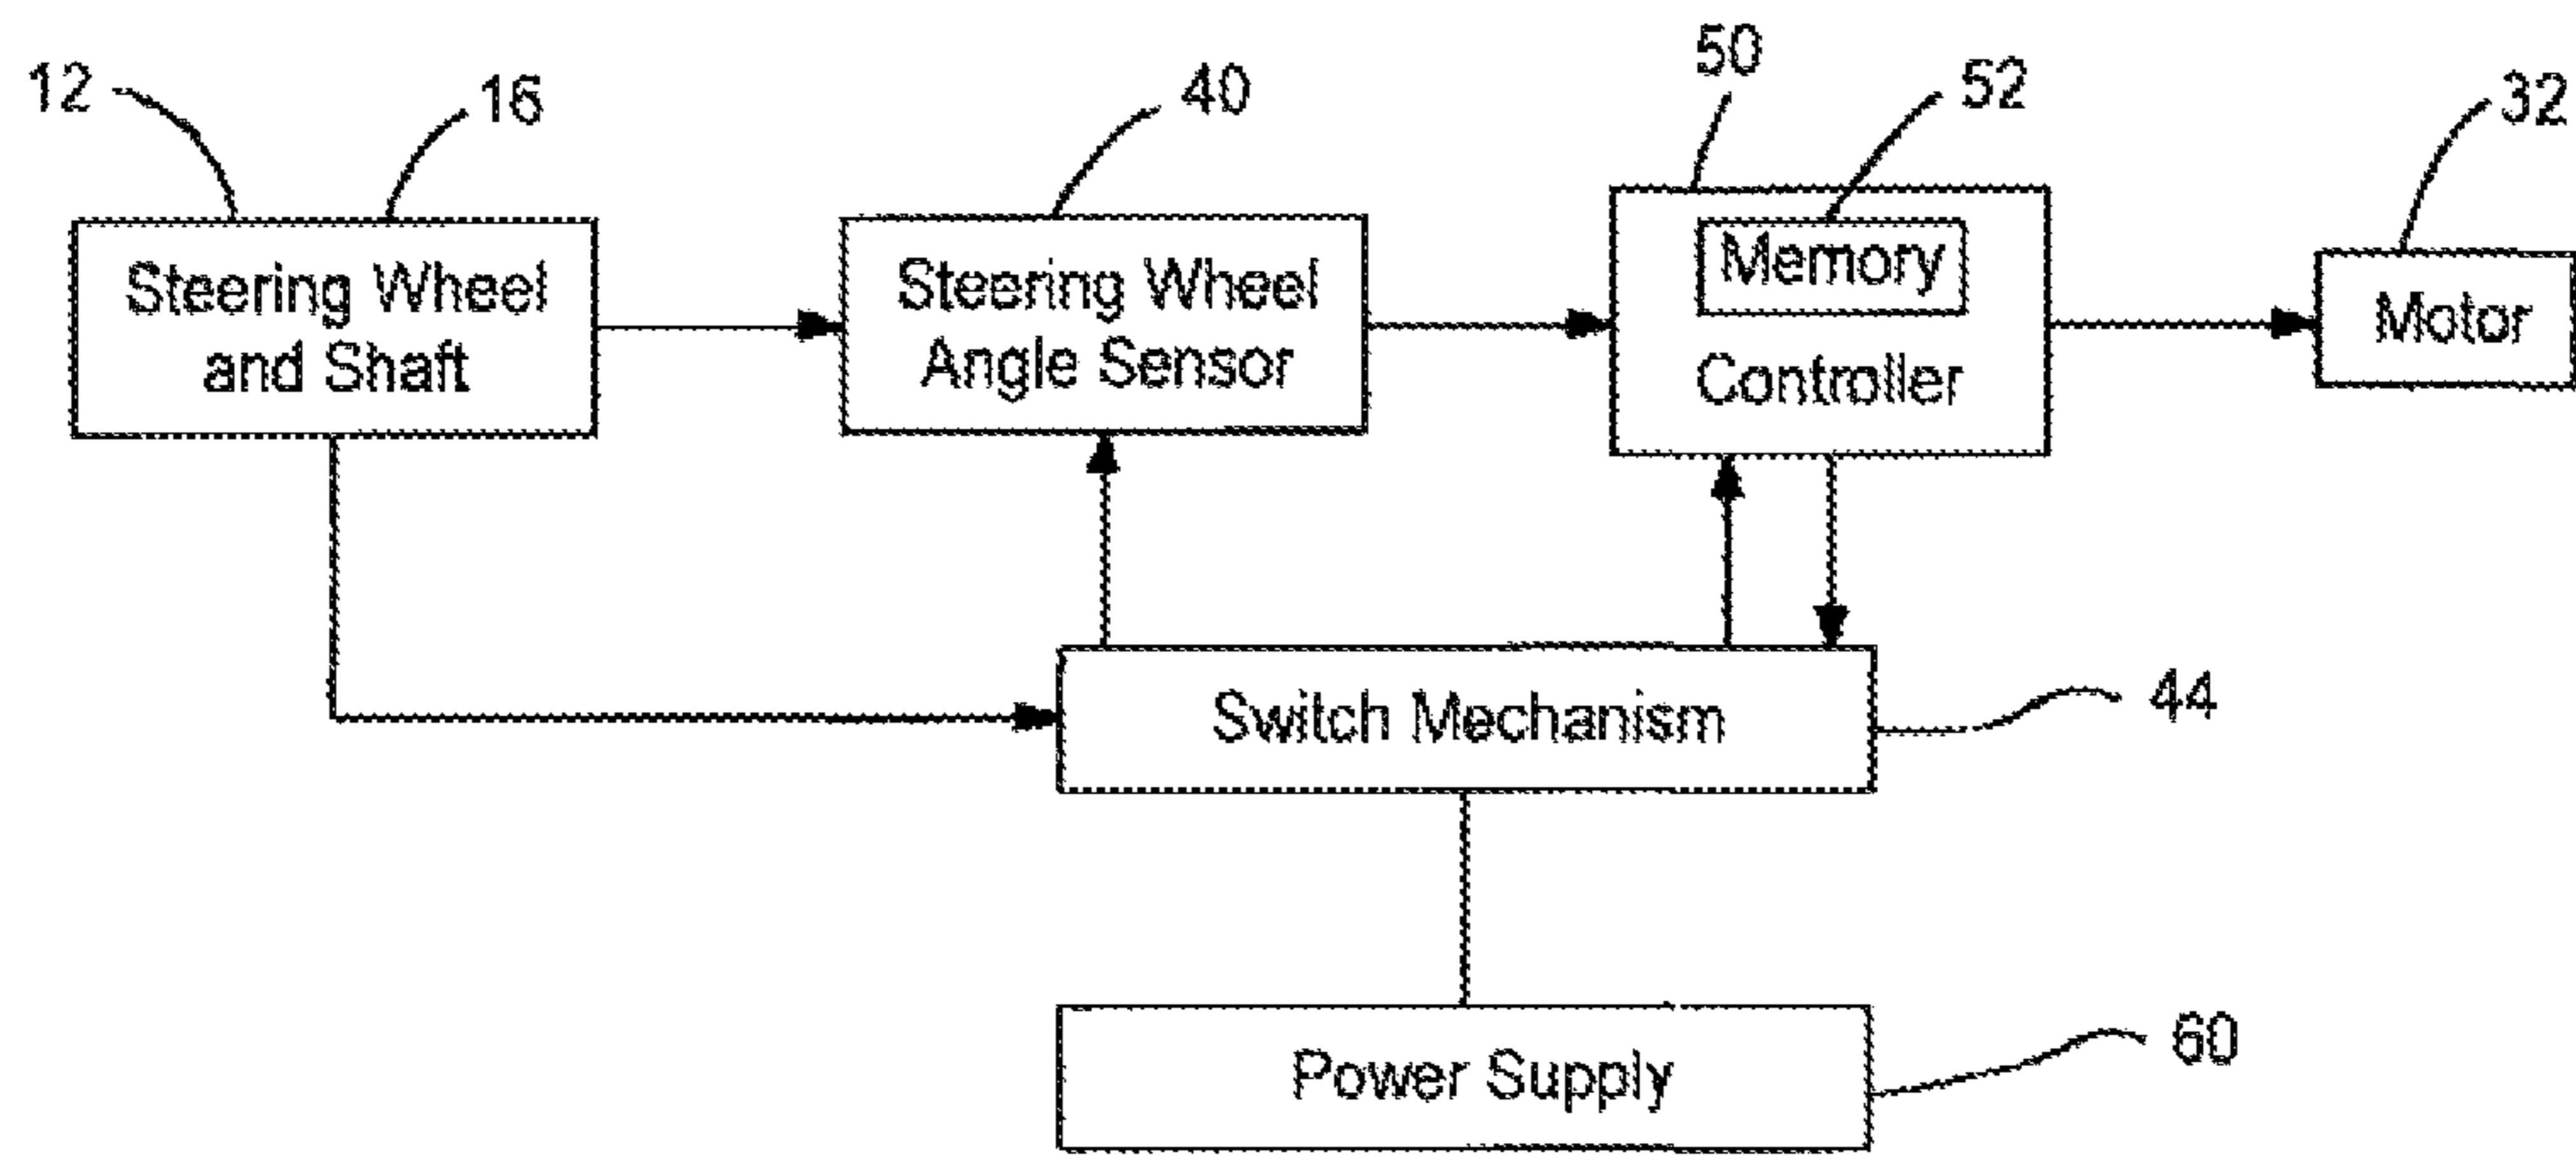 12
16
40
50
52
32
Steering Wheel
and Shaft
Steering Wheel
Angle Sensor
Memory
Controller
Motor
Switch Mechanism
44
Power Supply
60